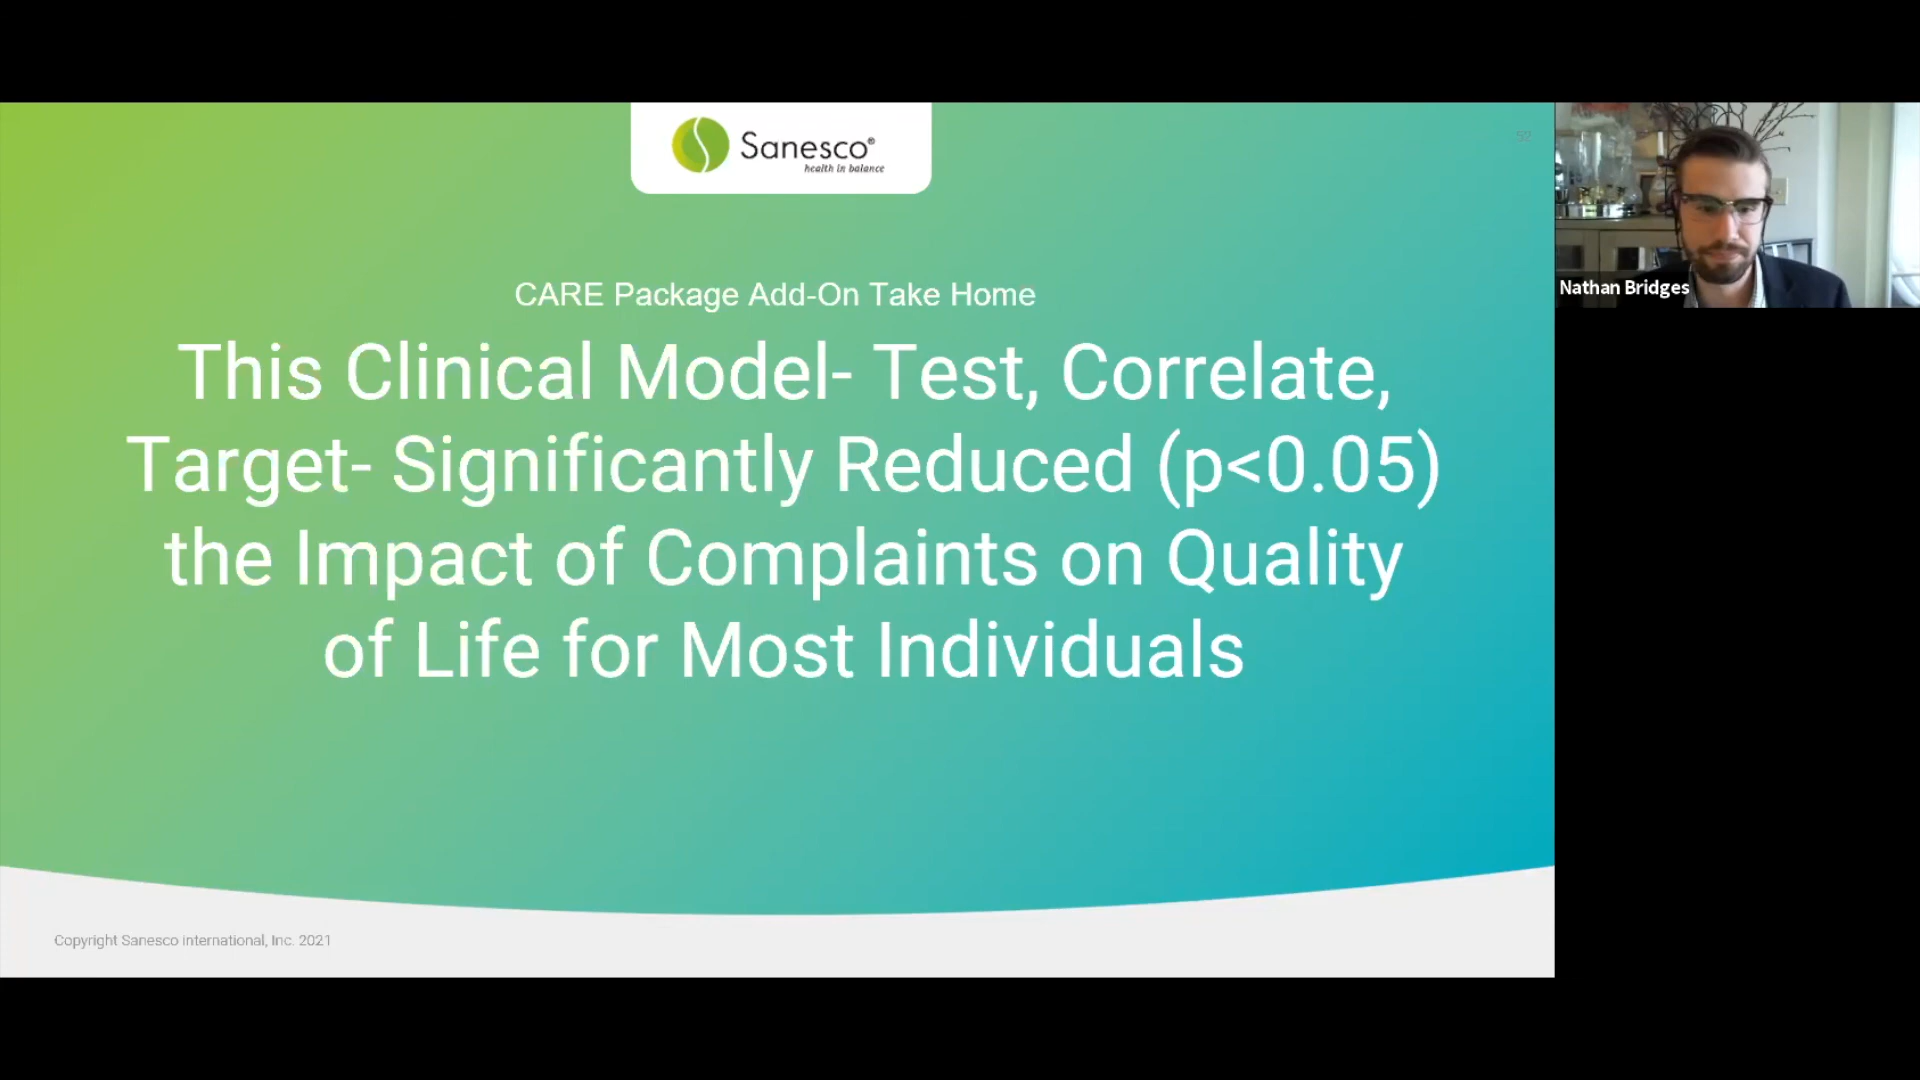 Sanesco®
health in balance
52
CARE Package Add-On Take Home
This Clinical Model- Test, Correlate,
Target- Significantly Reduced (p<0.05)
the Impact of Complaints on Quality
of Life for Most Individuals
Copyright Sanesco international, Inc. 2021
Nathan Bridges